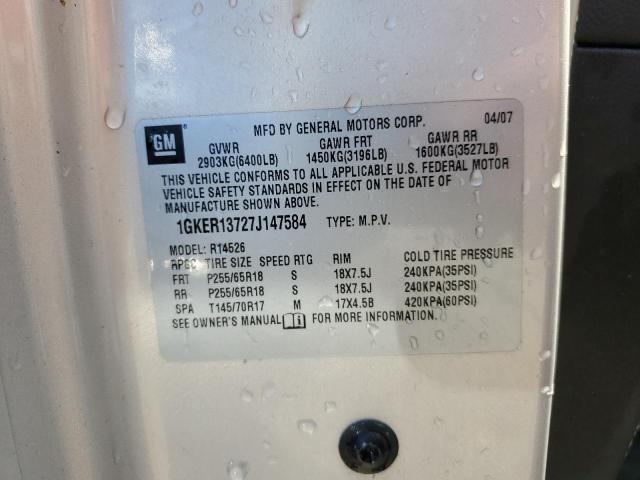 MFD BY GENERAL MOTORS CORP. 04/07
GM
GVWR GAWR FRT GAWR RR
2903KG(6400LB) 1450KG(3196LB) 1600KG(3527LB)
THIS VEHICLE CONFORMS TO ALL APPLICABLE U.S. FEDERAL MOTOR
VEHICLE SAFETY STANDARDS IN EFFECT ON THE DATE OF
MANUFACTURE SHOWN ABOVE.
1GKER13727J147584 TYPE: M.P.V.
MODEL: R14526
RPGO TIRE SIZE SPEED RTG RIM COLD TIRE PRESSURE
FRT P255/65R18 S 18X7.5J 240KPA(35PSI)
RR P255/65R18 S 18X7.5J 240KPA(35PSI)
SPA T145/70R17 M 17X4.5B 420KPA(60PSI)
SEE OWNER'S MANUAL FOR MORE INFORMATION.